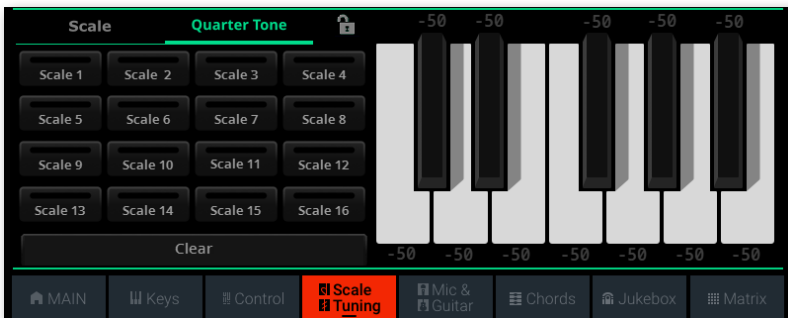 Scale Quarter Tone -50 -50 -50 -50 -50
Scale 1 Scale 2 Scale 3 Scale 4
Scale 5 Scale 6 Scale 7 Scale 8
Scale 9 Scale 10 Scale 11 Scale 12
Scale 13 Scale 14 Scale 15 Scale 16
Clear -50 -50 -50 -50 -50 -50 -50
MAIN Keys Control Scale Tuning Mic & Guitar Chords Jukebox Matrix